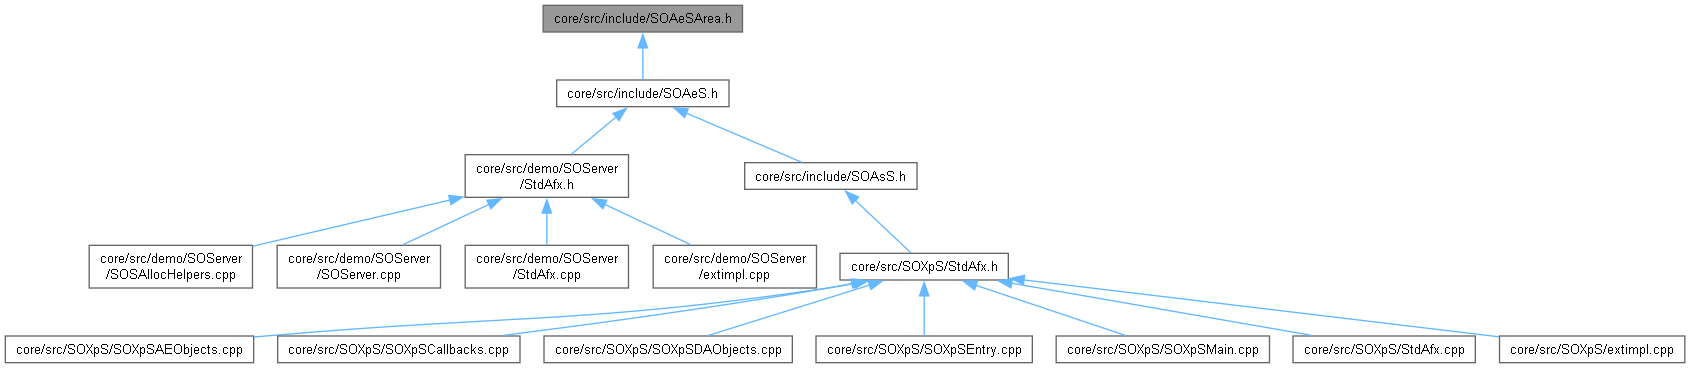 core/src/include/SOAeSArea.h
core/src/include/SOAeS.h
core/src/demo/SOServer
/StdAfx.h
core/src/include/SOAsS.h
core/src/demo/SOServer
/SOSAllocHelpers.cpp
core/src/demo/SOServer
/SOServer.cpp
core/src/demo/SOServer
/StdAfx.cpp
core/src/demo/SOServer
/extimpl.cpp
core/src/SOXpS/StdAfx.h
core/src/SOXpS/SOXpSAEObjects.cpp
core/src/SOXpS/SOXpSCallbacks.cpp
core/src/SOXpS/SOXpSDAObjects.cpp
core/src/SOXpS/SOXpSEntry.cpp
core/src/SOXpS/SOXpSMain.cpp
core/src/SOXpS/StdAfx.cpp
core/src/SOXpS/extimpl.cpp